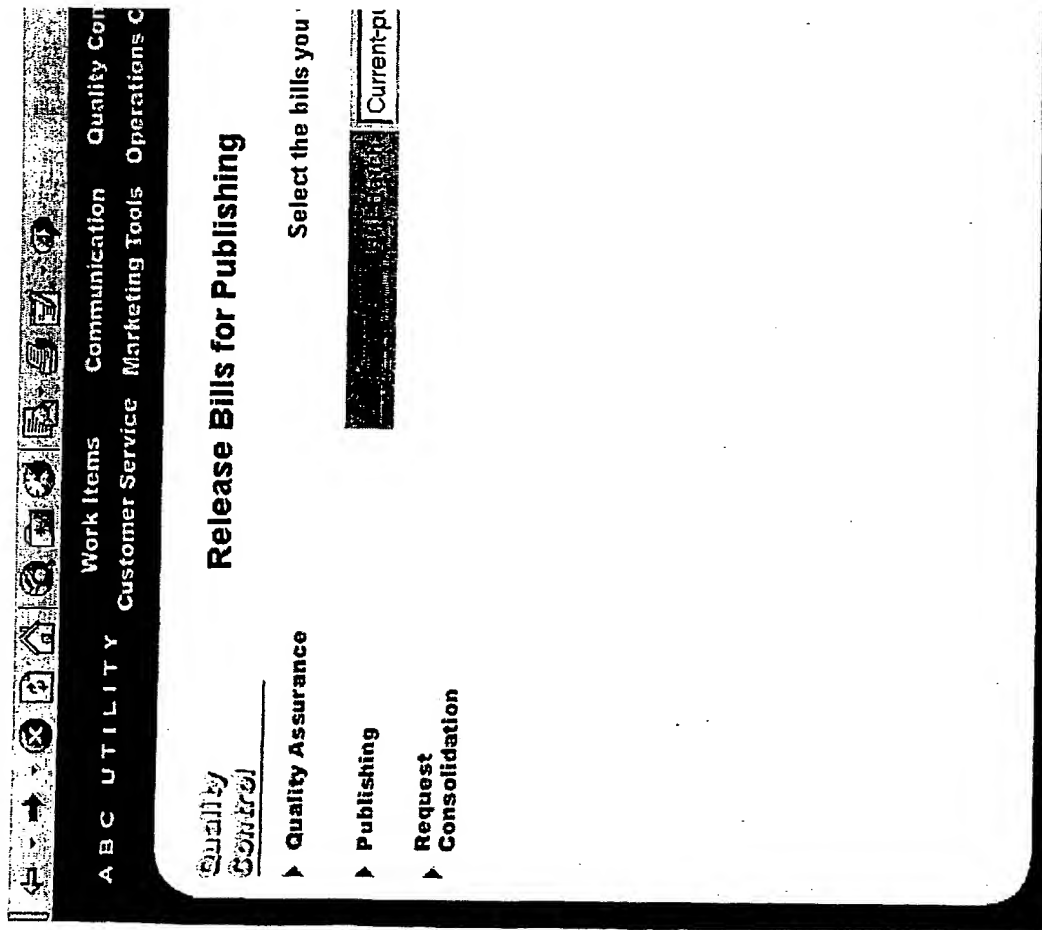 Work Items Communication Quality Con
ABC UTILITY Customer Service Marketing Tools Operations C
Quality
Control
Release Bills for Publishing
Quality Assurance
Select the bills you
Publishing
Current-pu
Request
Consolidation